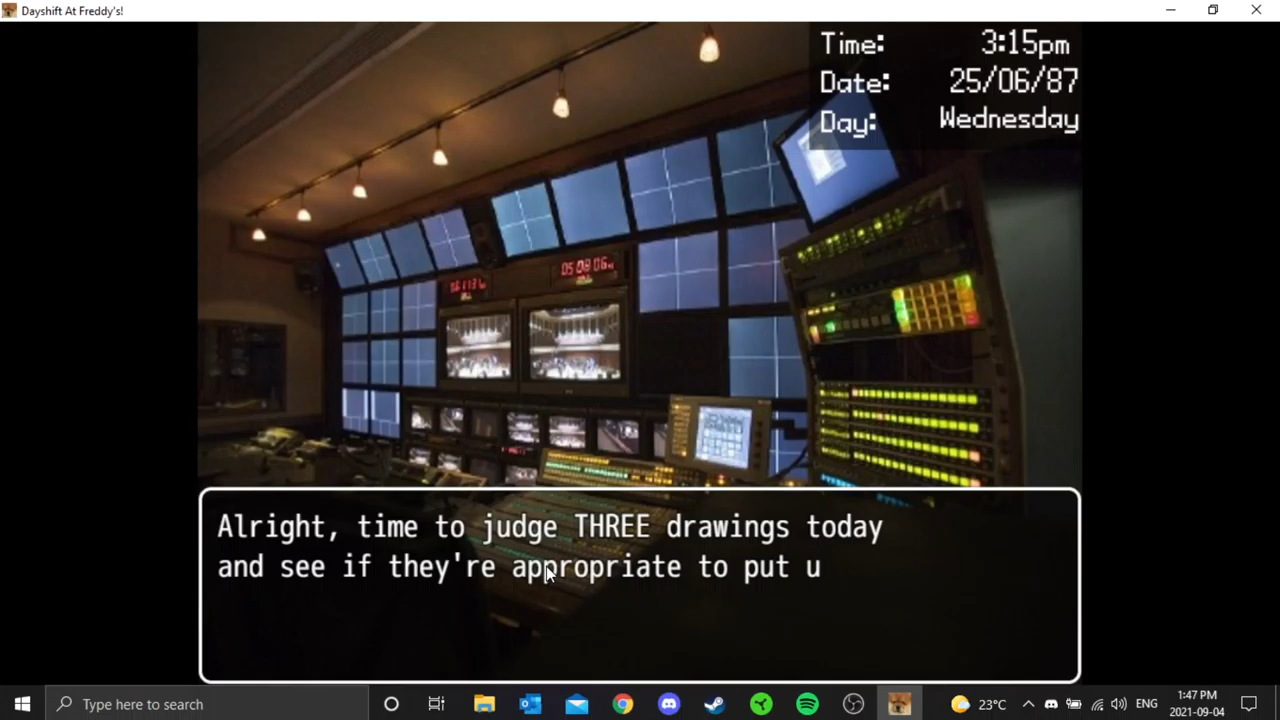 Dayshift At Freddy's!
Time: 3:15pm
Date: 25/06/87
Day: Wednesday
Alright, time to judge THREE drawings today
and see if they're appropriate to put u
Type here to search
23°C
ENG
1:47 PM
2021-09-04